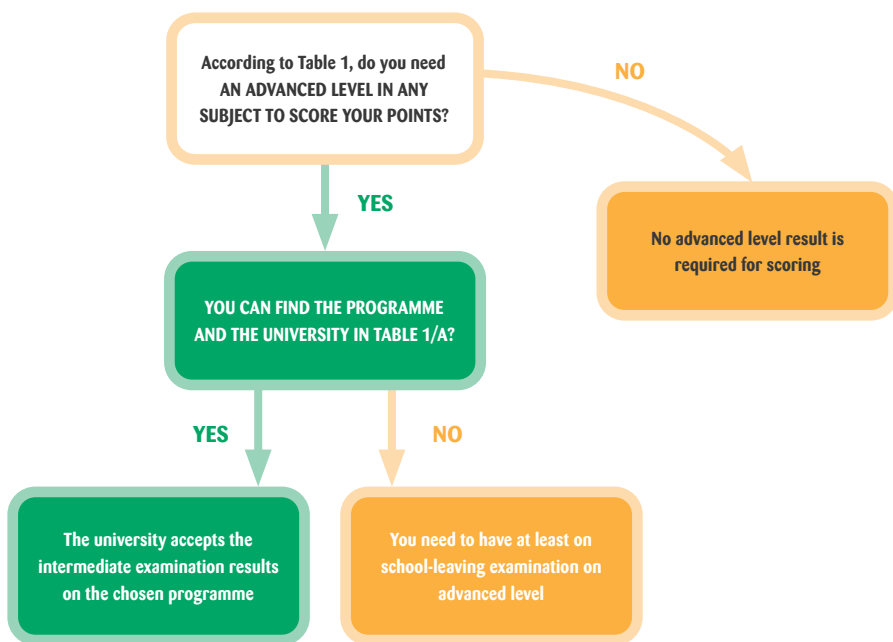 According to Table 1, do you need
AN ADVANCED LEVEL IN ANY
SUBJECT TO SCORE YOUR POINTS?
NO
YES
No advanced level result is
required for scoring
YOU CAN FIND THE PROGRAMME
AND THE UNIVERSITY IN TABLE 1/A?
YES
NO
The university accepts the
intermediate examination results
on the chosen programme
You need to have at least on
school-leaving examination on
advanced level